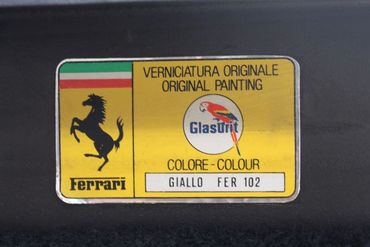 VERNICIATURA ORIGINALE
ORIGINAL PAINTING
Glasurit
COLORE-COLOUR
Ferrari
GIALLO FER 102